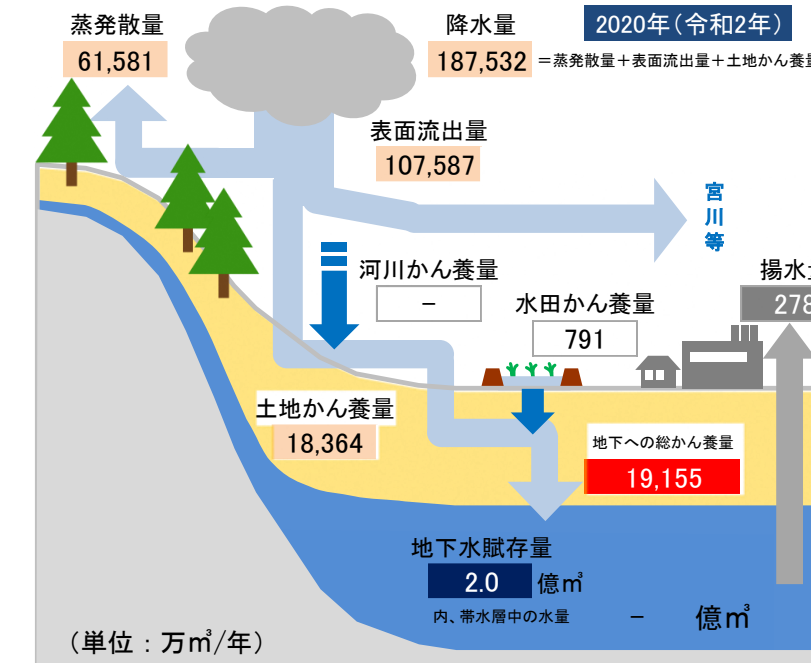 蒸発散量
61,581
降水量
187,532
2020年(令和2年)
＝蒸発散量＋表面流出量＋土地かん養量
表面流出量
107,587
宮川等
河川かん養量
－
水田かん養量
791
揚水
278
土地かん養量
18,364
地下への総かん養量
19,155
地下水賦存量
2.0 億㎥
内、帯水層中の水量 － 億㎥
(単位：万㎥/年)